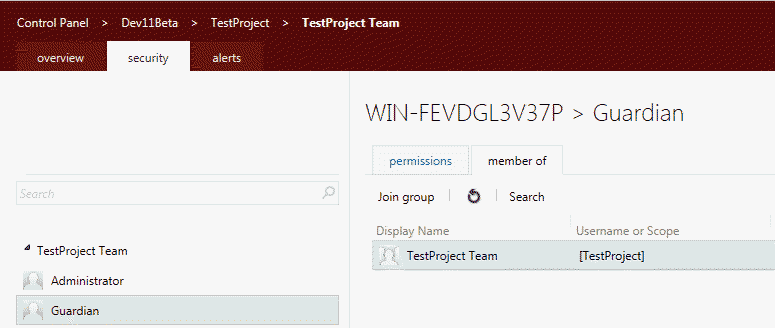 Control Panel > Dev11Beta > TestProject > TestProject Team
overview security alerts
WIN-FEVDGL3V37P > Guardian
permissions member of
Search
Join group Search
Display Name Username or Scope
TestProject Team
TestProject Team [TestProject]
Administrator
Guardian